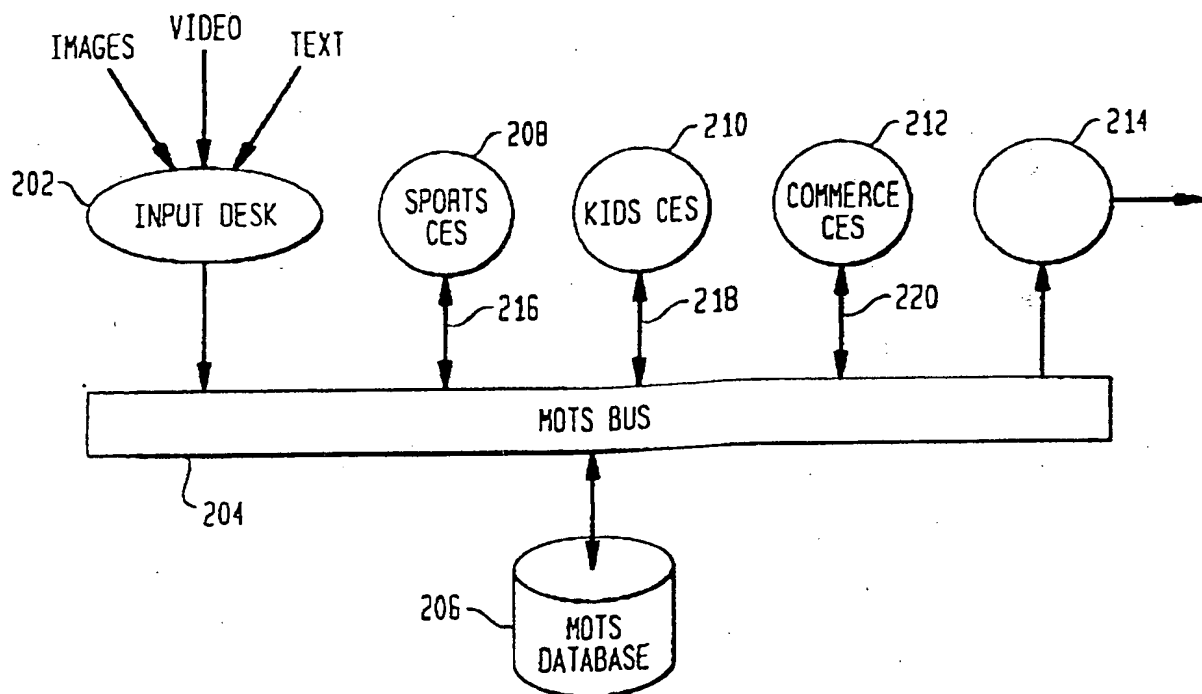 IMAGES
VIDEO
TEXT
202
INPUT DESK
208
SPORTS
CES
210
KIDS CES
212
COMMERCE
CES
214
216
218
220
MOTS BUS
204
206
MOTS
DATABASE